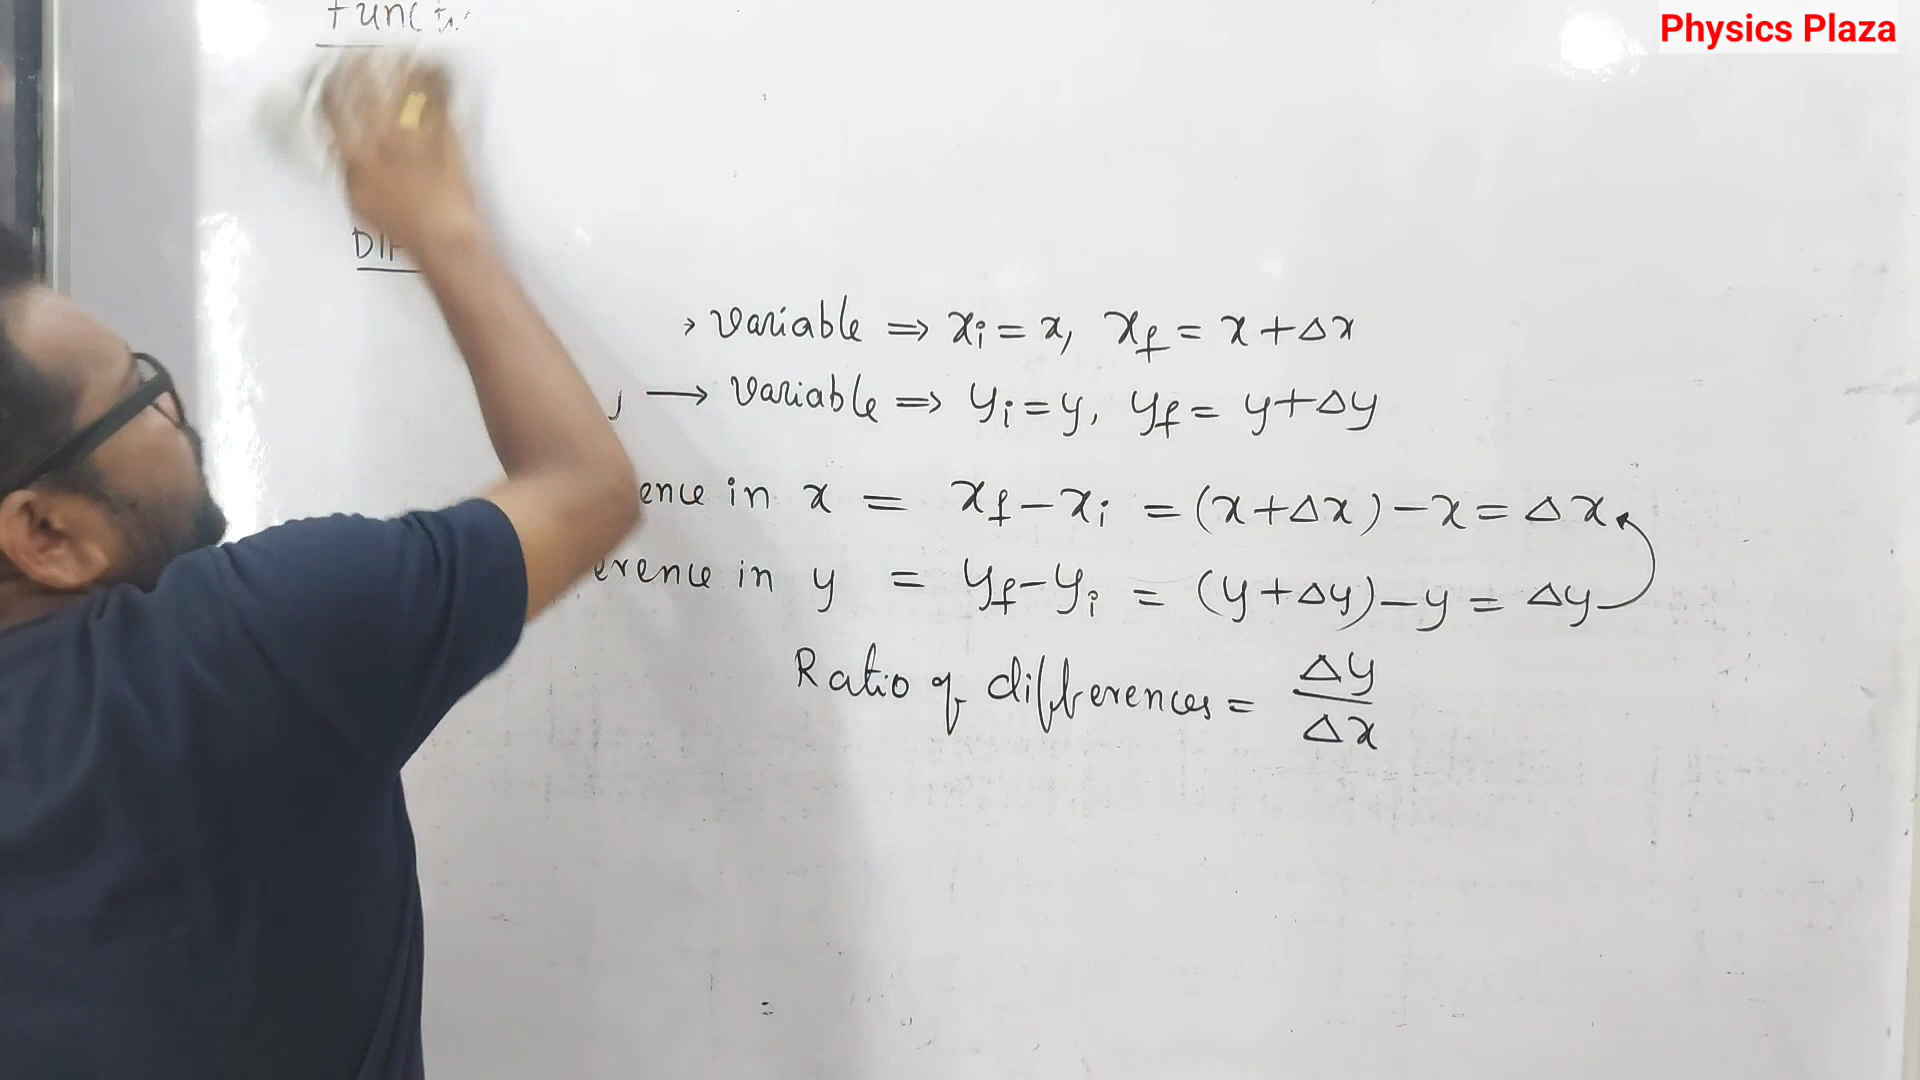 Physics Plaza
Functi
DIF
→ variable ⇒ xᵢ = x, x_f = x + Δx
y → variable ⇒ yᵢ = y, y_f = y + Δy
ence in x = x_f − xᵢ = (x + Δx) − x = Δx
erence in y = y_f − yᵢ = (y + Δy) − y = Δy
Ratio of differences = Δy/Δx